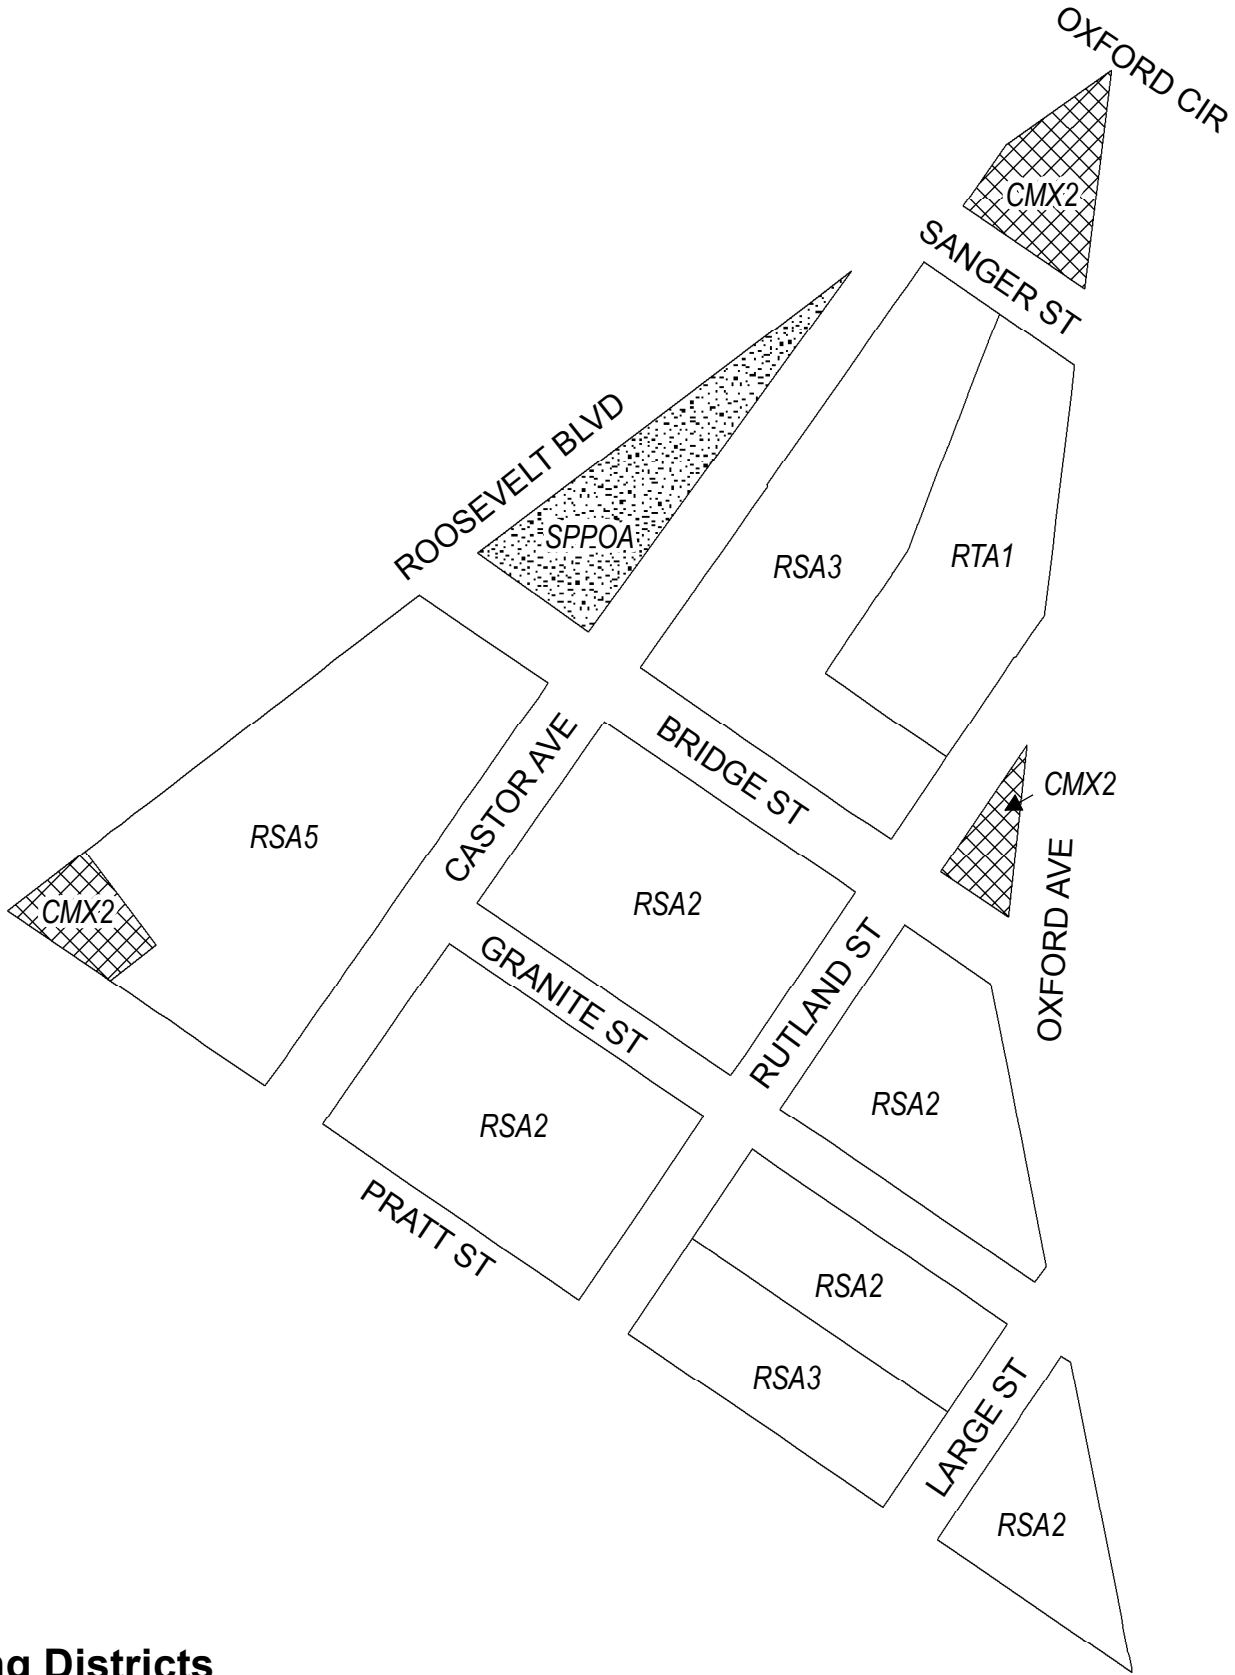 OXFORD CIR
CMX2
SANGER ST
ROOSEVELT BLVD
SPPOA
RSA3
RTA1
BRIDGE ST
CASTOR AVE
CMX2
RSA5
OXFORD AVE
CMX2
RSA2
RUTLAND ST
GRANITE ST
RSA2
RSA2
PRATT ST
RSA2
RSA3
LARGE ST
RSA2
Districts